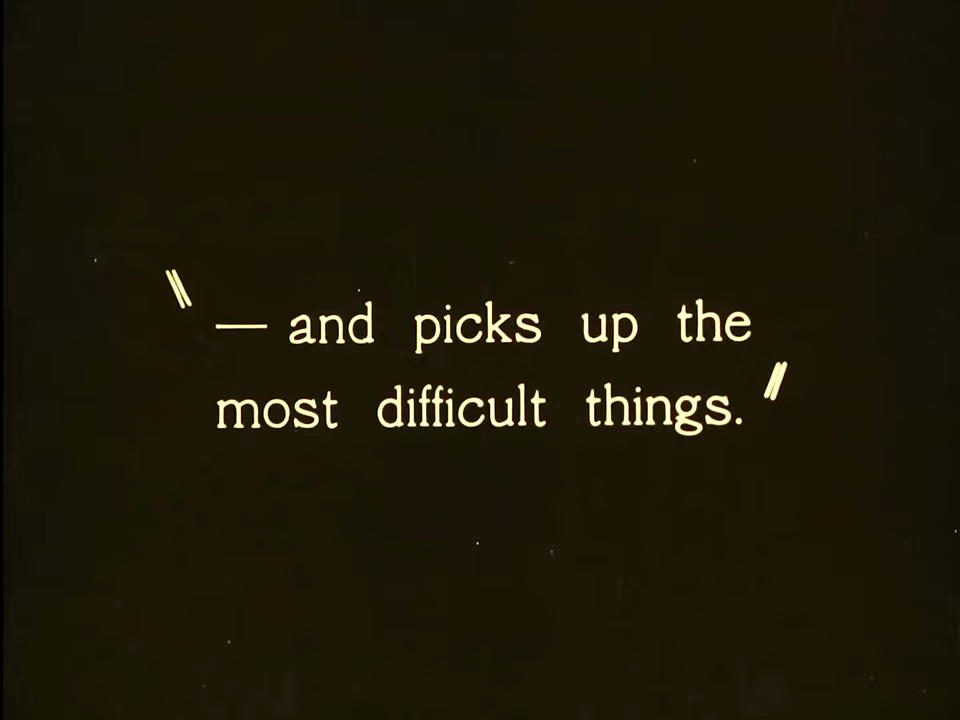 "— and picks up the
most difficult things."